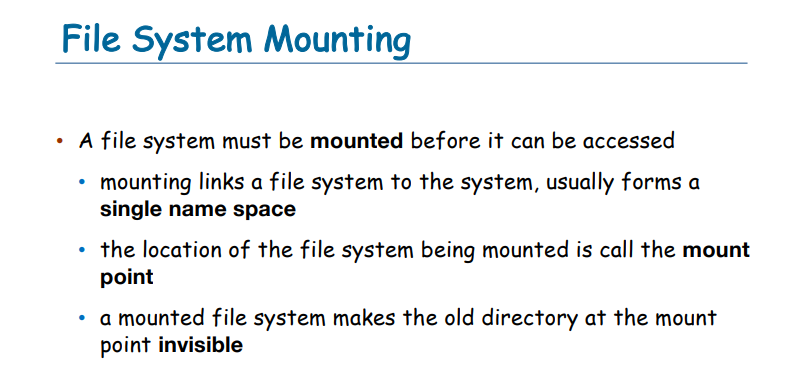 File System Mounting
• A file system must be mounted before it can be accessed
• mounting links a file system to the system, usually forms a
single name space
• the location of the file system being mounted is call the mount
point
• a mounted file system makes the old directory at the mount
point invisible